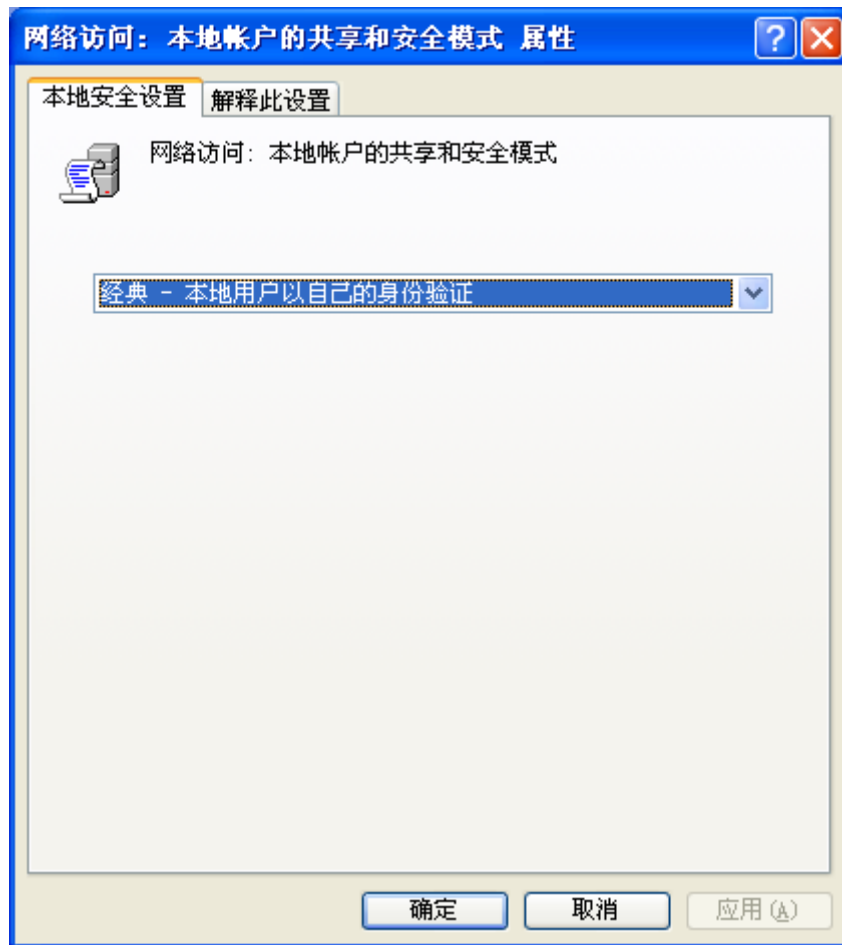 网络访问: 本地帐户的共享和安全模式 属性
?
本地安全设置 解释此设置
网络访问: 本地帐户的共享和安全模式
经典 - 本地用户以自己的身份验证
确定 取消 应用(A)